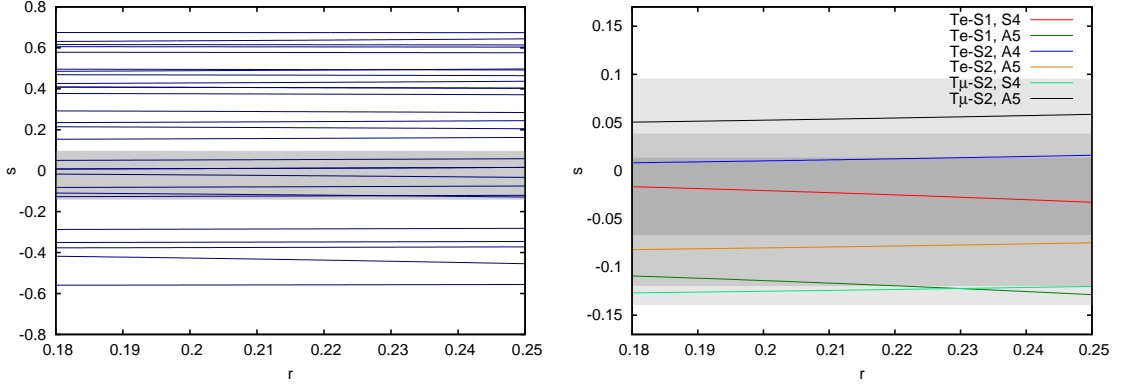 0.8
0.6
0.4
0.2
0
-0.2
-0.4
-0.6
-0.8
s
0.18 0.19 0.2 0.21 0.22 0.23 0.24 0.25
r
0.15
0.1
0.05
0
-0.05
-0.1
-0.15
s
Te-S1, S4
Te-S1, A5
Te-S2, A4
Te-S2, A5
Tμ-S2, S4
Tμ-S2, A5
0.18 0.19 0.2 0.21 0.22 0.23 0.24 0.25
r